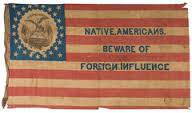 NATIVE AMERICANS.
BEWARE OF
FOREIGN INFLUENCE